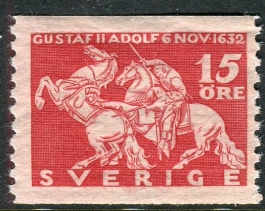 GUSTAF II ADOLF 6 NOV. 1632
15
ÖRE
SVERIGE